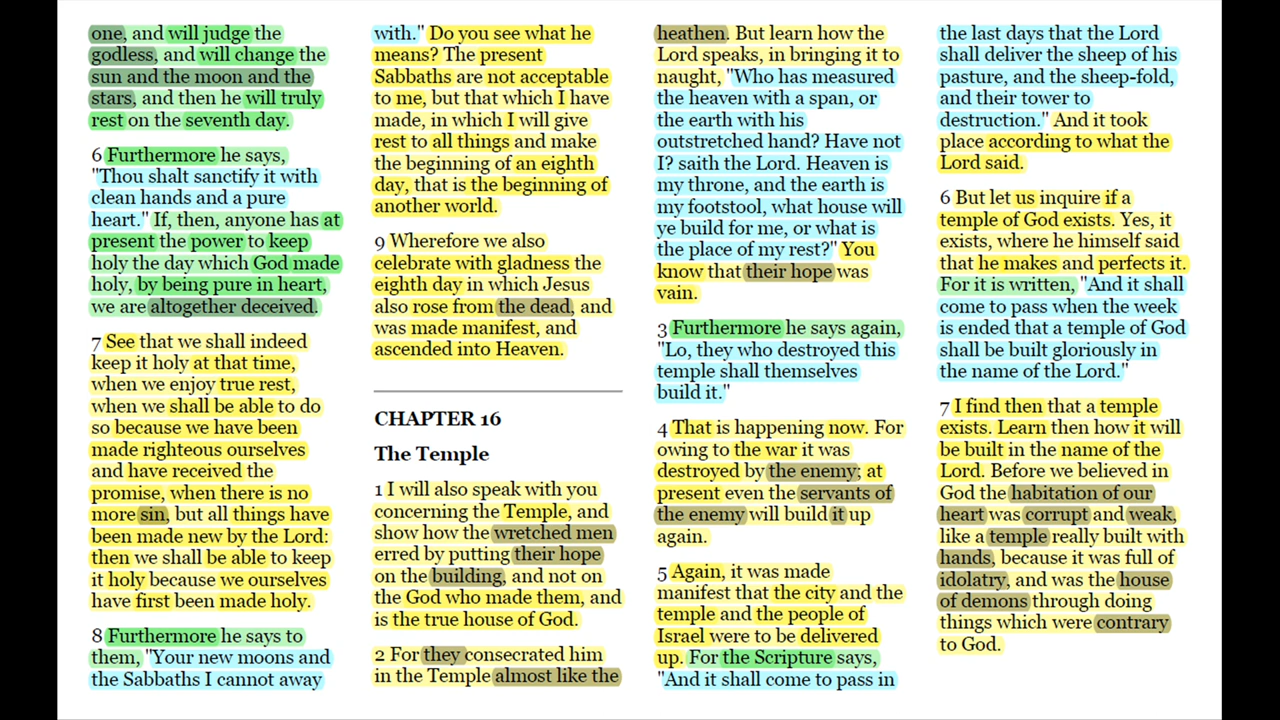 one, and will judge the
godless, and will change the
sun and the moon and the
stars, and then he will truly
rest on the seventh day.
6 Furthermore he says,
"Thou shalt sanctify it with
clean hands and a pure
heart." If, then, anyone has at
present the power to keep
holy the day which God made
holy, by being pure in heart,
we are altogether deceived.
7 See that we shall indeed
keep it holy at that time,
when we enjoy true rest,
when we shall be able to do
so because we have been
made righteous ourselves
and have received the
promise, when there is no
more sin, but all things have
been made new by the Lord:
then we shall be able to keep
it holy because we ourselves
have first been made holy.
8 Furthermore he says to
them, "Your new moons and
the Sabbaths I cannot away
with." Do you see what he
means? The present
Sabbaths are not acceptable
to me, but that which I have
made, in which I will give
rest to all things and make
the beginning of an eighth
day, that is the beginning of
another world.
9 Wherefore we also
celebrate with gladness the
eighth day in which Jesus
also rose from the dead, and
was made manifest, and
ascended into Heaven.
CHAPTER 16
The Temple
1 I will also speak with you
concerning the Temple, and
show how the wretched men
erred by putting their hope
on the building, and not on
the God who made them, and
is the true house of God.
2 For they consecrated him
in the Temple almost like the
heathen. But learn how the
Lord speaks, in bringing it to
naught, "Who has measured
the heaven with a span, or
the earth with his
outstretched hand? Have not
I? saith the Lord. Heaven is
my throne, and the earth is
my footstool, what house will
ye build for me, or what is
the place of my rest?" You
know that their hope was
vain.
3 Furthermore he says again,
"Lo, they who destroyed this
temple shall themselves
build it."
4 That is happening now. For
owing to the war it was
destroyed by the enemy; at
present even the servants of
the enemy will build it up
again.
5 Again, it was made
manifest that the city and the
temple and the people of
Israel were to be delivered
up. For the Scripture says,
"And it shall come to pass in
the last days that the Lord
shall deliver the sheep of his
pasture, and the sheep-fold,
and their tower to
destruction." And it took
place according to what the
Lord said.
6 But let us inquire if a
temple of God exists. Yes, it
exists, where he himself said
that he makes and perfects it.
For it is written, "And it shall
come to pass when the week
is ended that a temple of God
shall be built gloriously in
the name of the Lord."
7 I find then that a temple
exists. Learn then how it will
be built in the name of the
Lord. Before we believed in
God the habitation of our
heart was corrupt and weak,
like a temple really built with
hands, because it was full of
idolatry, and was the house
of demons through doing
things which were contrary
to God.